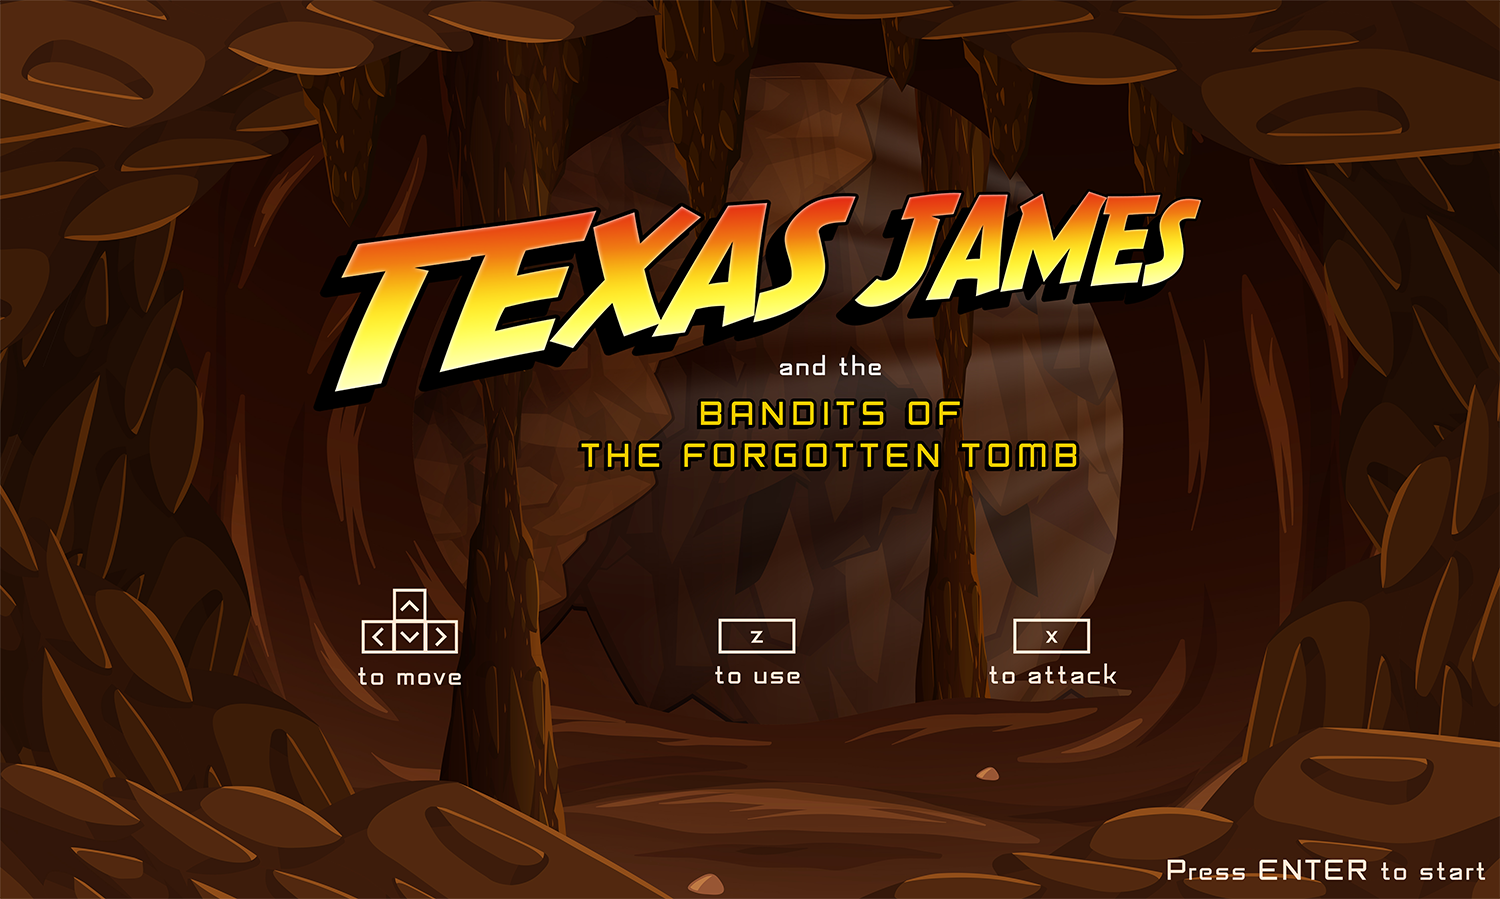 TEXAS JAMES
and the
BANDITS OF
THE FORGOTTEN TOMB
to move
z
to use
x
to attack
Press ENTER to start